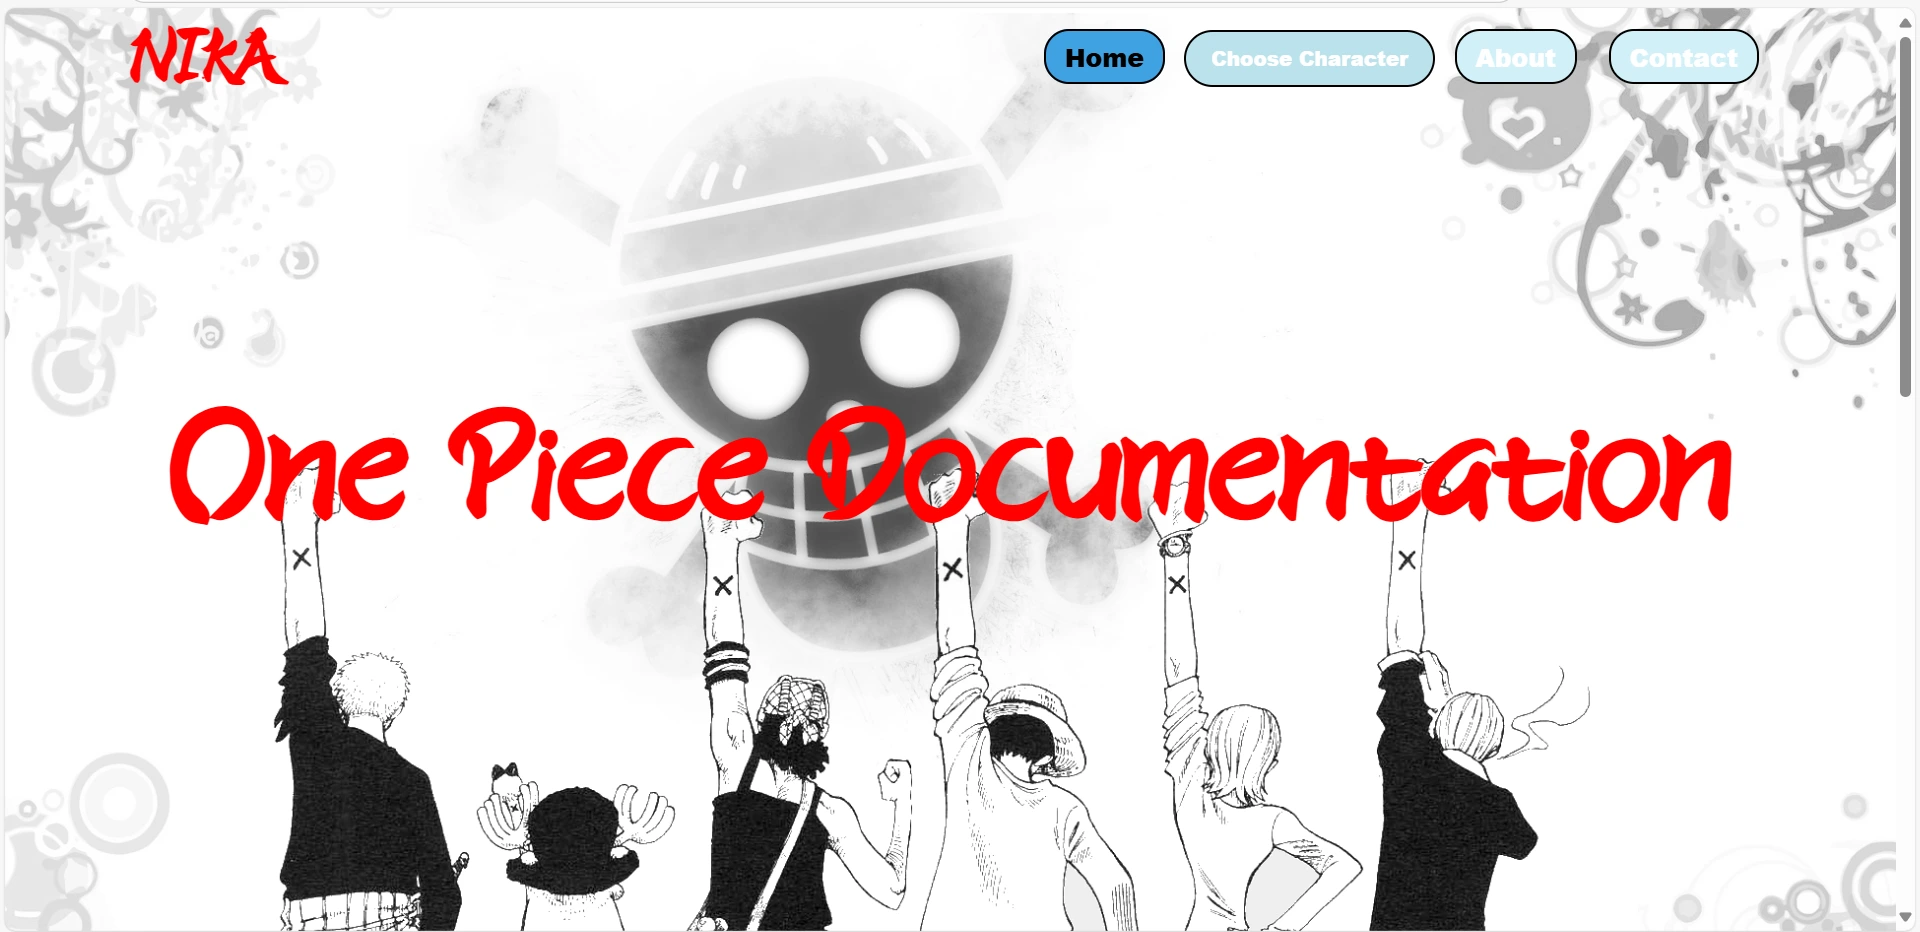 NIKA
Home
Choose Character
About
Contact
One Piece Documentation